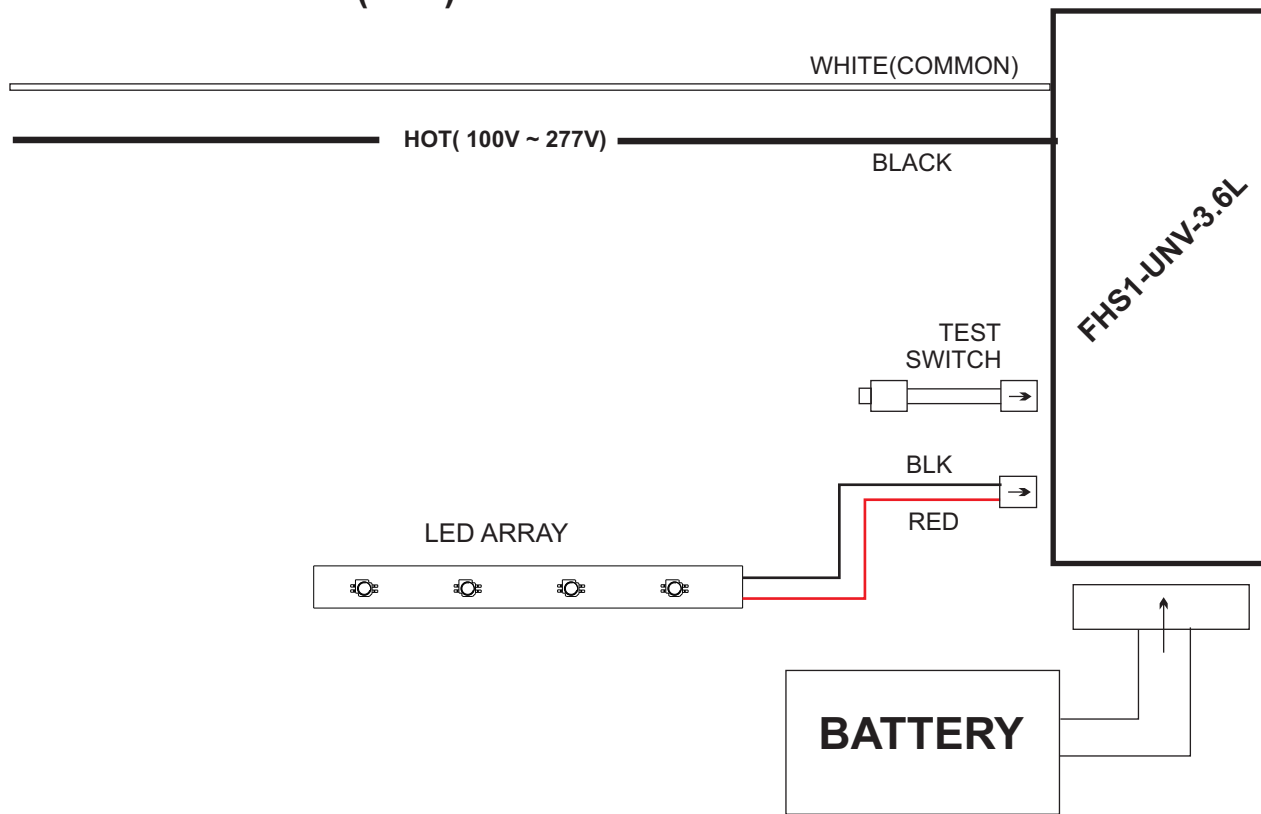 WHITE(COMMON)
HOT( 100V ~ 277V)
BLACK
FHS1-UNV-3.6L
TEST
SWITCH
BLK
RED
LED ARRAY
BATTERY